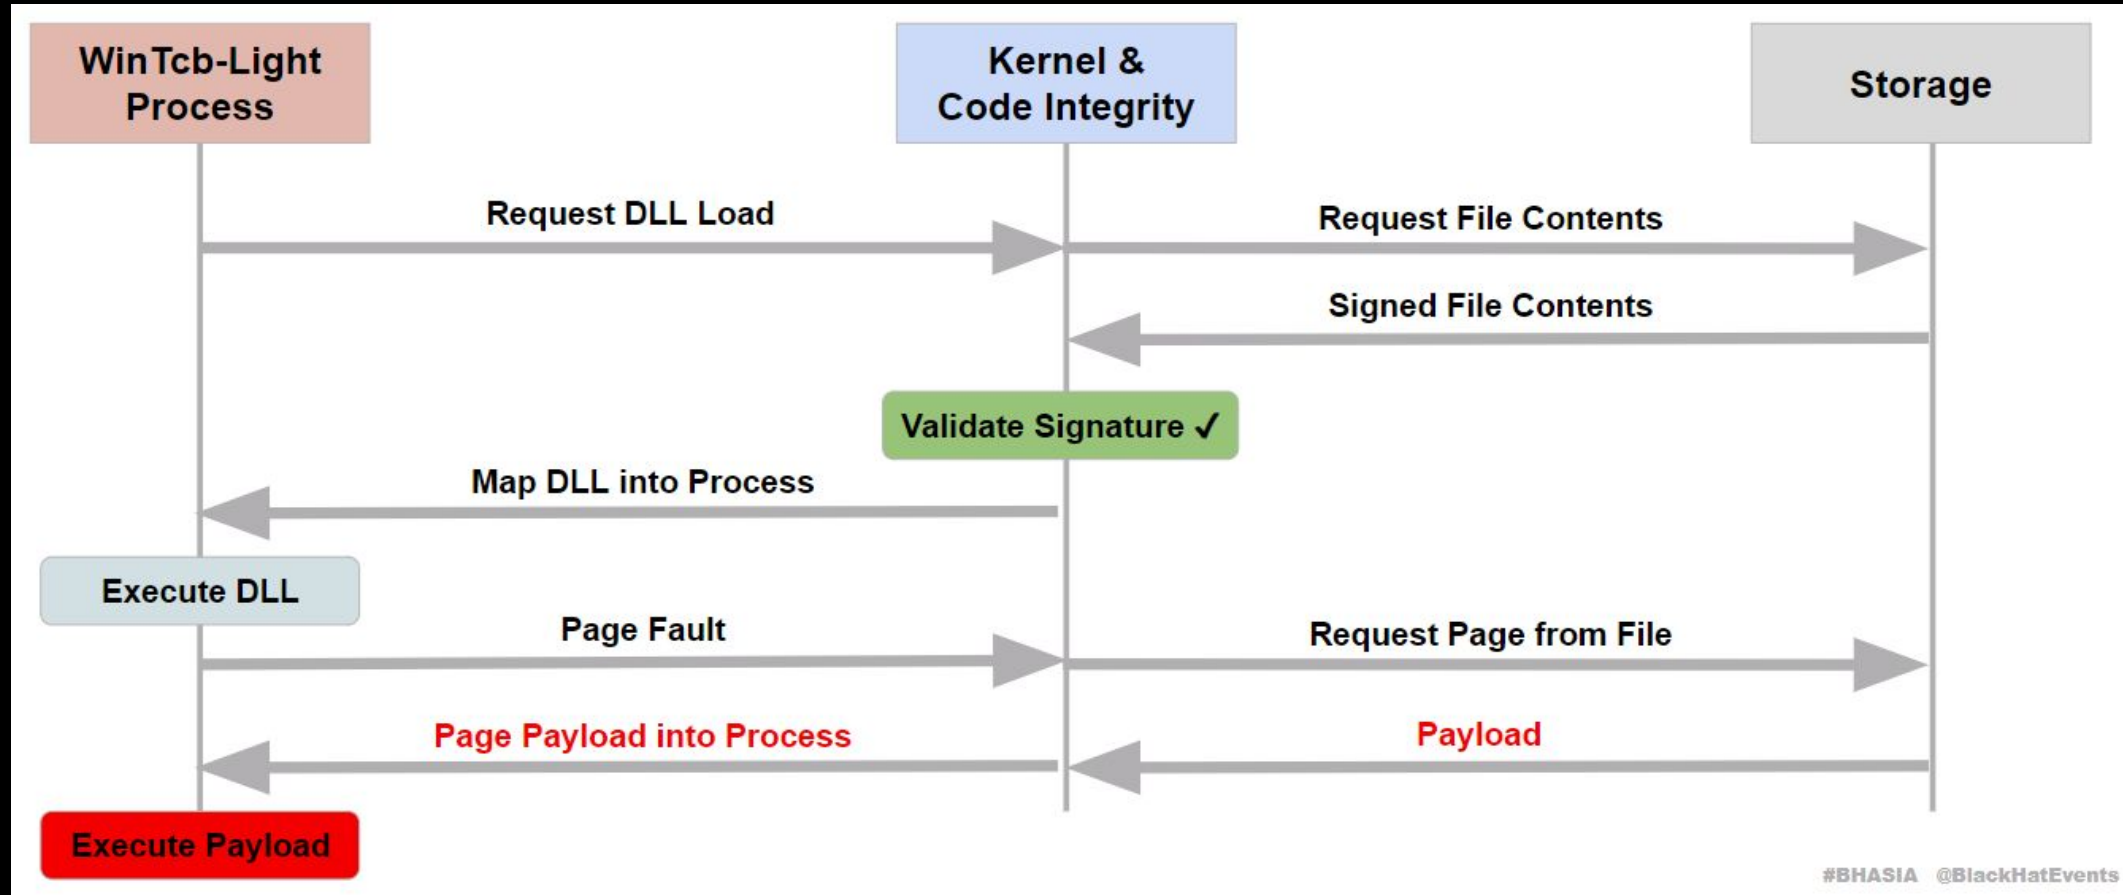 WinTcb-Light
Process
Kernel &
Code Integrity
Storage
Request DLL Load
Request File Contents
Signed File Contents
Validate Signature ✓
Map DLL into Process
Execute DLL
Page Fault
Request Page from File
Page Payload into Process
Payload
Execute Payload
#BHASIA @BlackHatEvents